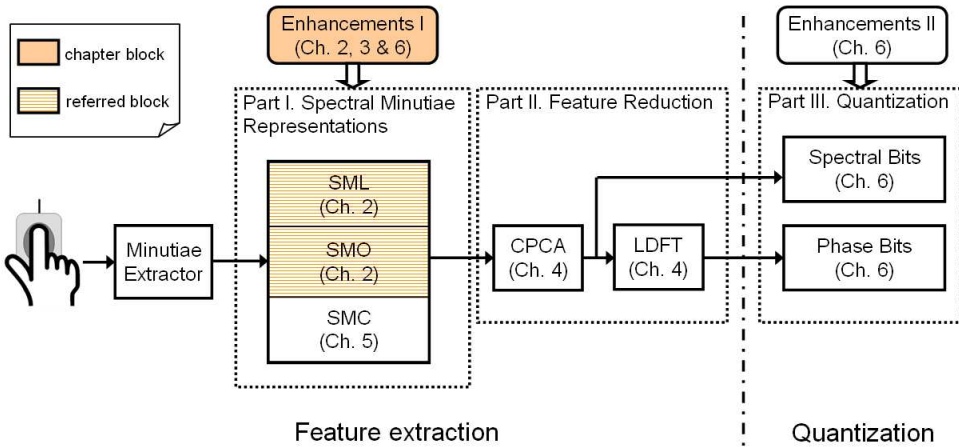 chapter block
referred block
Enhancements I
(Ch. 2, 3 & 6)
Enhancements II
(Ch. 6)
Part I. Spectral Minutiae
Representations
Part II. Feature Reduction
Part III. Quantization
SML
(Ch. 2)
SMO
(Ch. 2)
SMC
(Ch. 5)
Minutiae
Extractor
CPCA
(Ch. 4)
LDFT
(Ch. 4)
Spectral Bits
(Ch. 6)
Phase Bits
(Ch. 6)
Feature extraction
Quantization